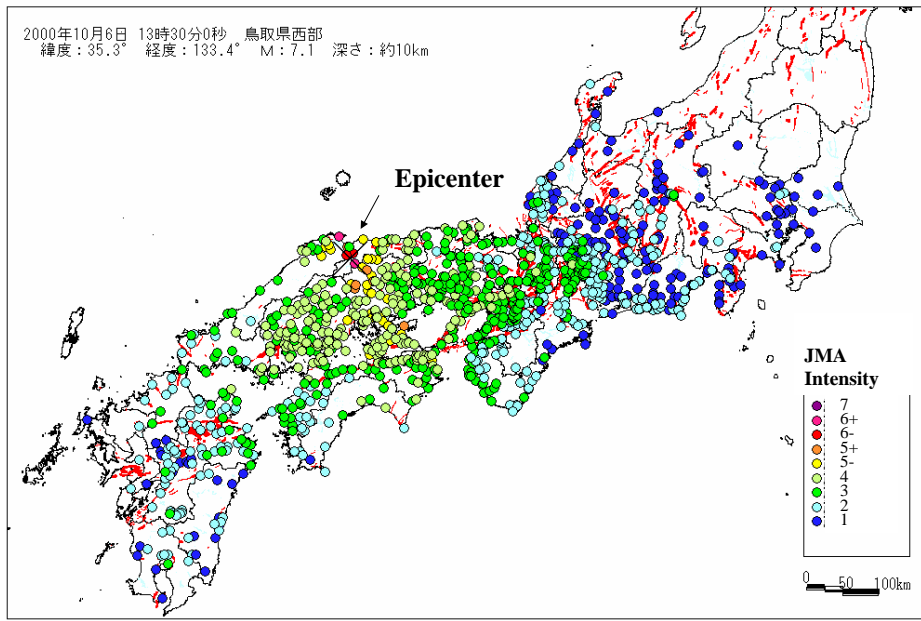 2000年10月6日 13時30分0秒 鳥取県西部
緯度：35.3° 経度：133.4° M：7.1 深さ：約10km
Epicenter
JMA
Intensity
7
6+
6-
5+
5-
4
3
2
1
0 50 100km